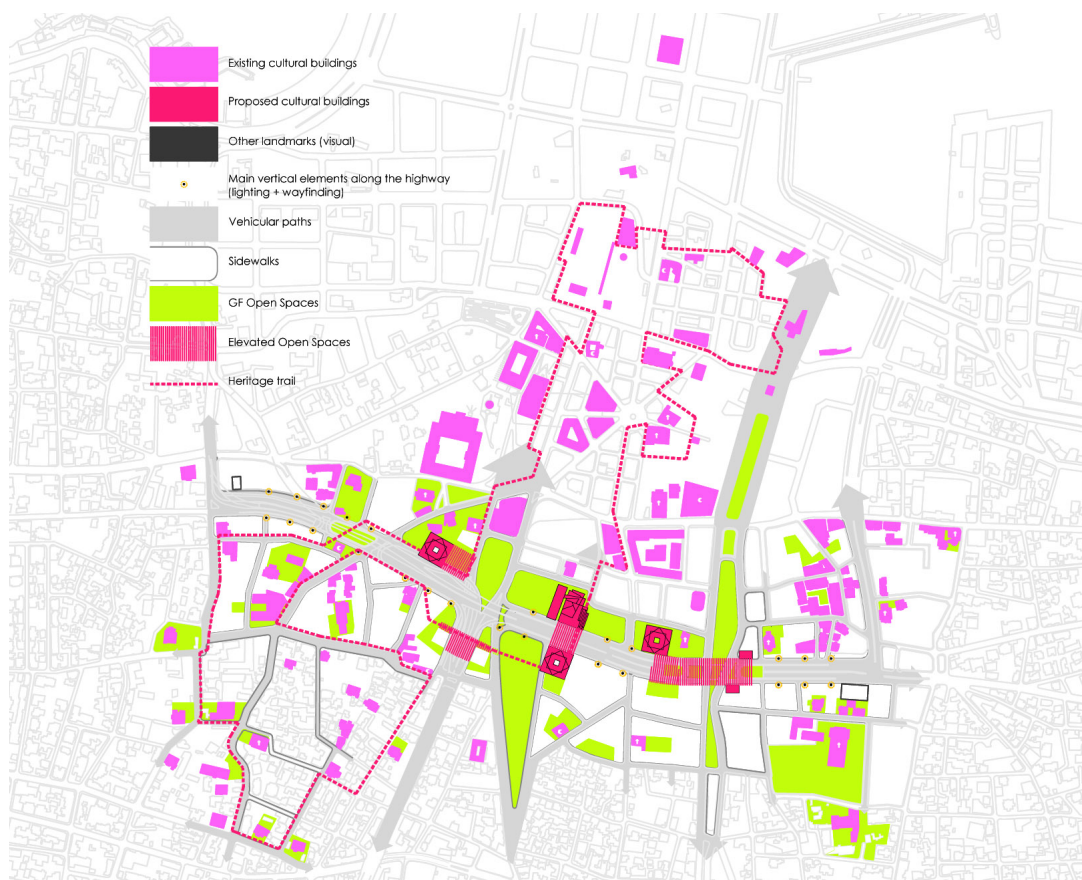 Existing cultural buildings
Proposed cultural buildings
Other landmarks (visual)
Main vertical elements along the highway
(lighting + wayfinding)
Vehicular paths
Sidewalks
GF Open Spaces
Elevated Open Spaces
Heritage trail